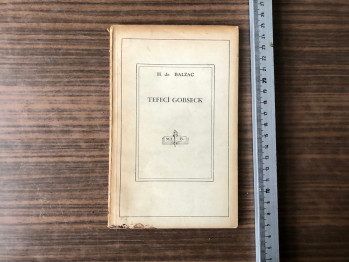 H. de BALZAC
TEFECİ GOBSECK